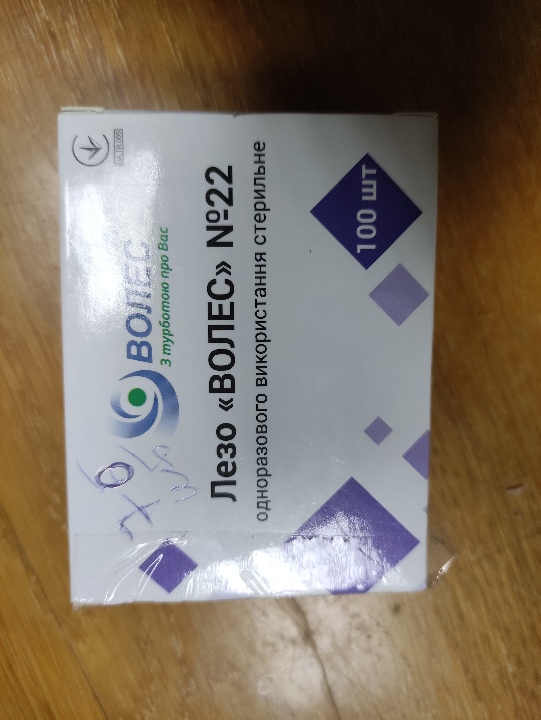 ВОЛЕС
З турботою про Вас
Лезо «ВОЛЕС» №22
одноразового використання стерильне
100 шт